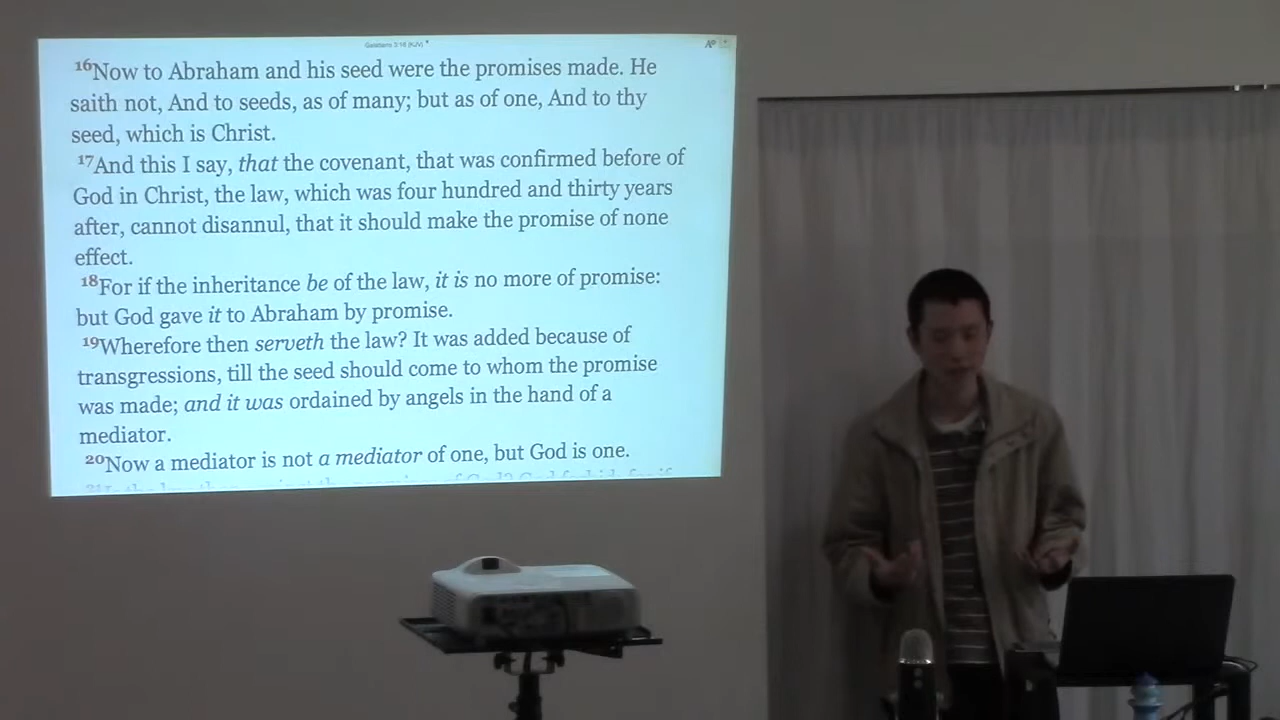 Galatians 3:16 (KJV)
16Now to Abraham and his seed were the promises made. He
saith not, And to seeds, as of many; but as of one, And to thy
seed, which is Christ.
17And this I say, that the covenant, that was confirmed before of
God in Christ, the law, which was four hundred and thirty years
after, cannot disannul, that it should make the promise of none
effect.
18For if the inheritance be of the law, it is no more of promise:
but God gave it to Abraham by promise.
19Wherefore then serveth the law? It was added because of
transgressions, till the seed should come to whom the promise
was made; and it was ordained by angels in the hand of a
mediator.
20Now a mediator is not a mediator of one, but God is one.